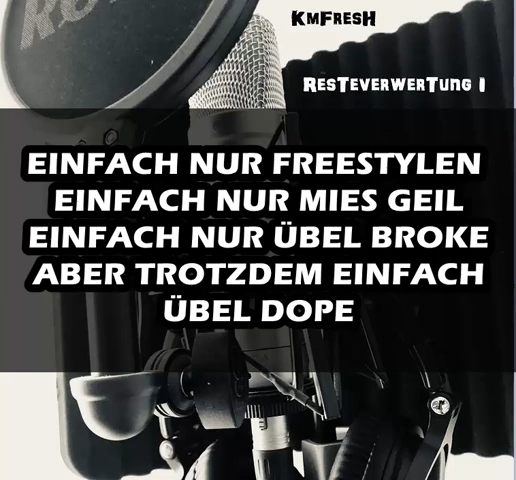 KMFRESH
RESTEVERWERTUNG I
EINFACH NUR FREESTYLEN
EINFACH NUR MIES GEIL
EINFACH NUR ÜBEL BROKE
ABER TROTZDEM EINFACH
ÜBEL DOPE